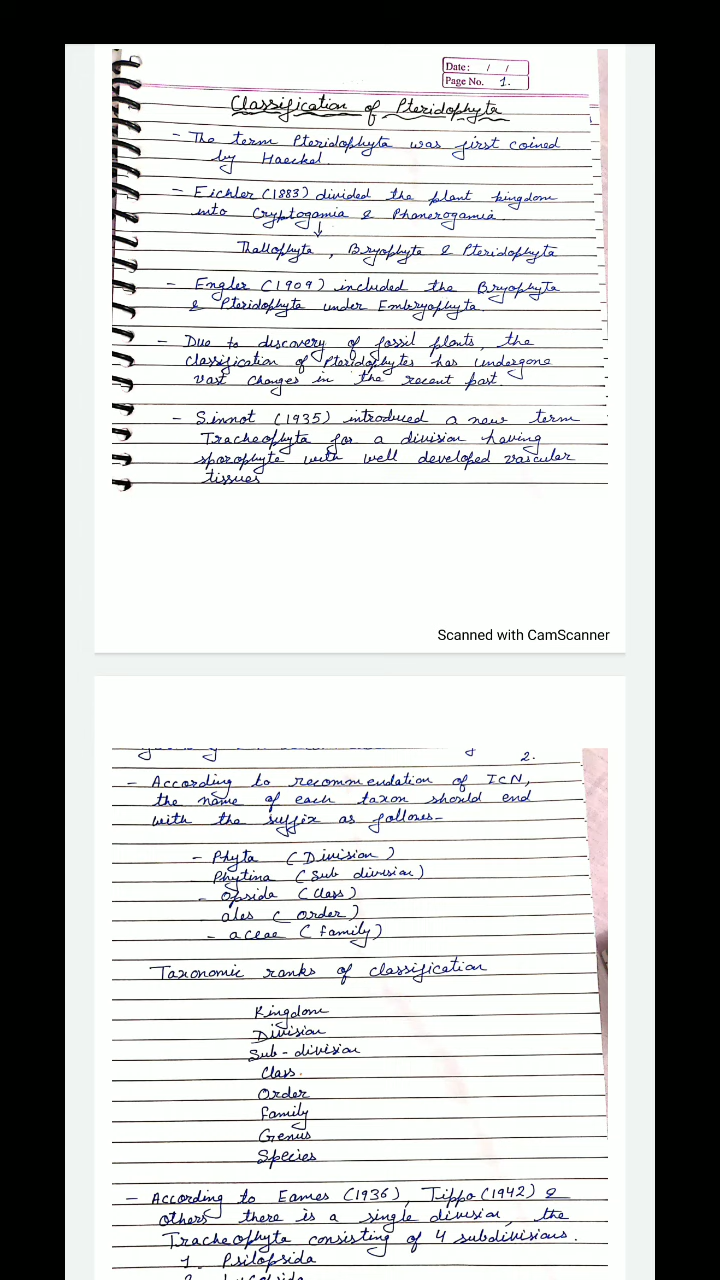 Date: / /
Page No. 1.
Classification of Pteridophyta
- The term Pteridophyta was first coined
by Haeckel.
- Eichler (1883) divided the plant kingdom
into Cryptogamia & Phanerogamia
↓
Thallophyta, Bryophyta & Pteridophyta
- Engler (1909) included the Bryophyta
& Pteridophyta under Embryophyta.
- Due to discovery of fossil plants, the
classification of Pteridophytes has undergone
vast changes in the recent past.
- Sinnot (1935) introduced a new term
Tracheophyta for a division having
sporophyte with well developed vascular
tissues
Scanned with CamScanner
2.
- According to recommendation of ICN,
the name of each taxon should end
with the suffix as follows-
- Phyta (Division)
Phytina (Sub division)
- opsida (Class)
ales (order)
- aceae (family)
Taxonomic ranks of classification
Kingdom
Division
Sub-division
Class.
Order
Family
Genus
Species
- According to Eames (1936), Tippo (1942) &
others there is a single division, the
Tracheophyta consisting of 4 subdivisions.
1. Psilopsida